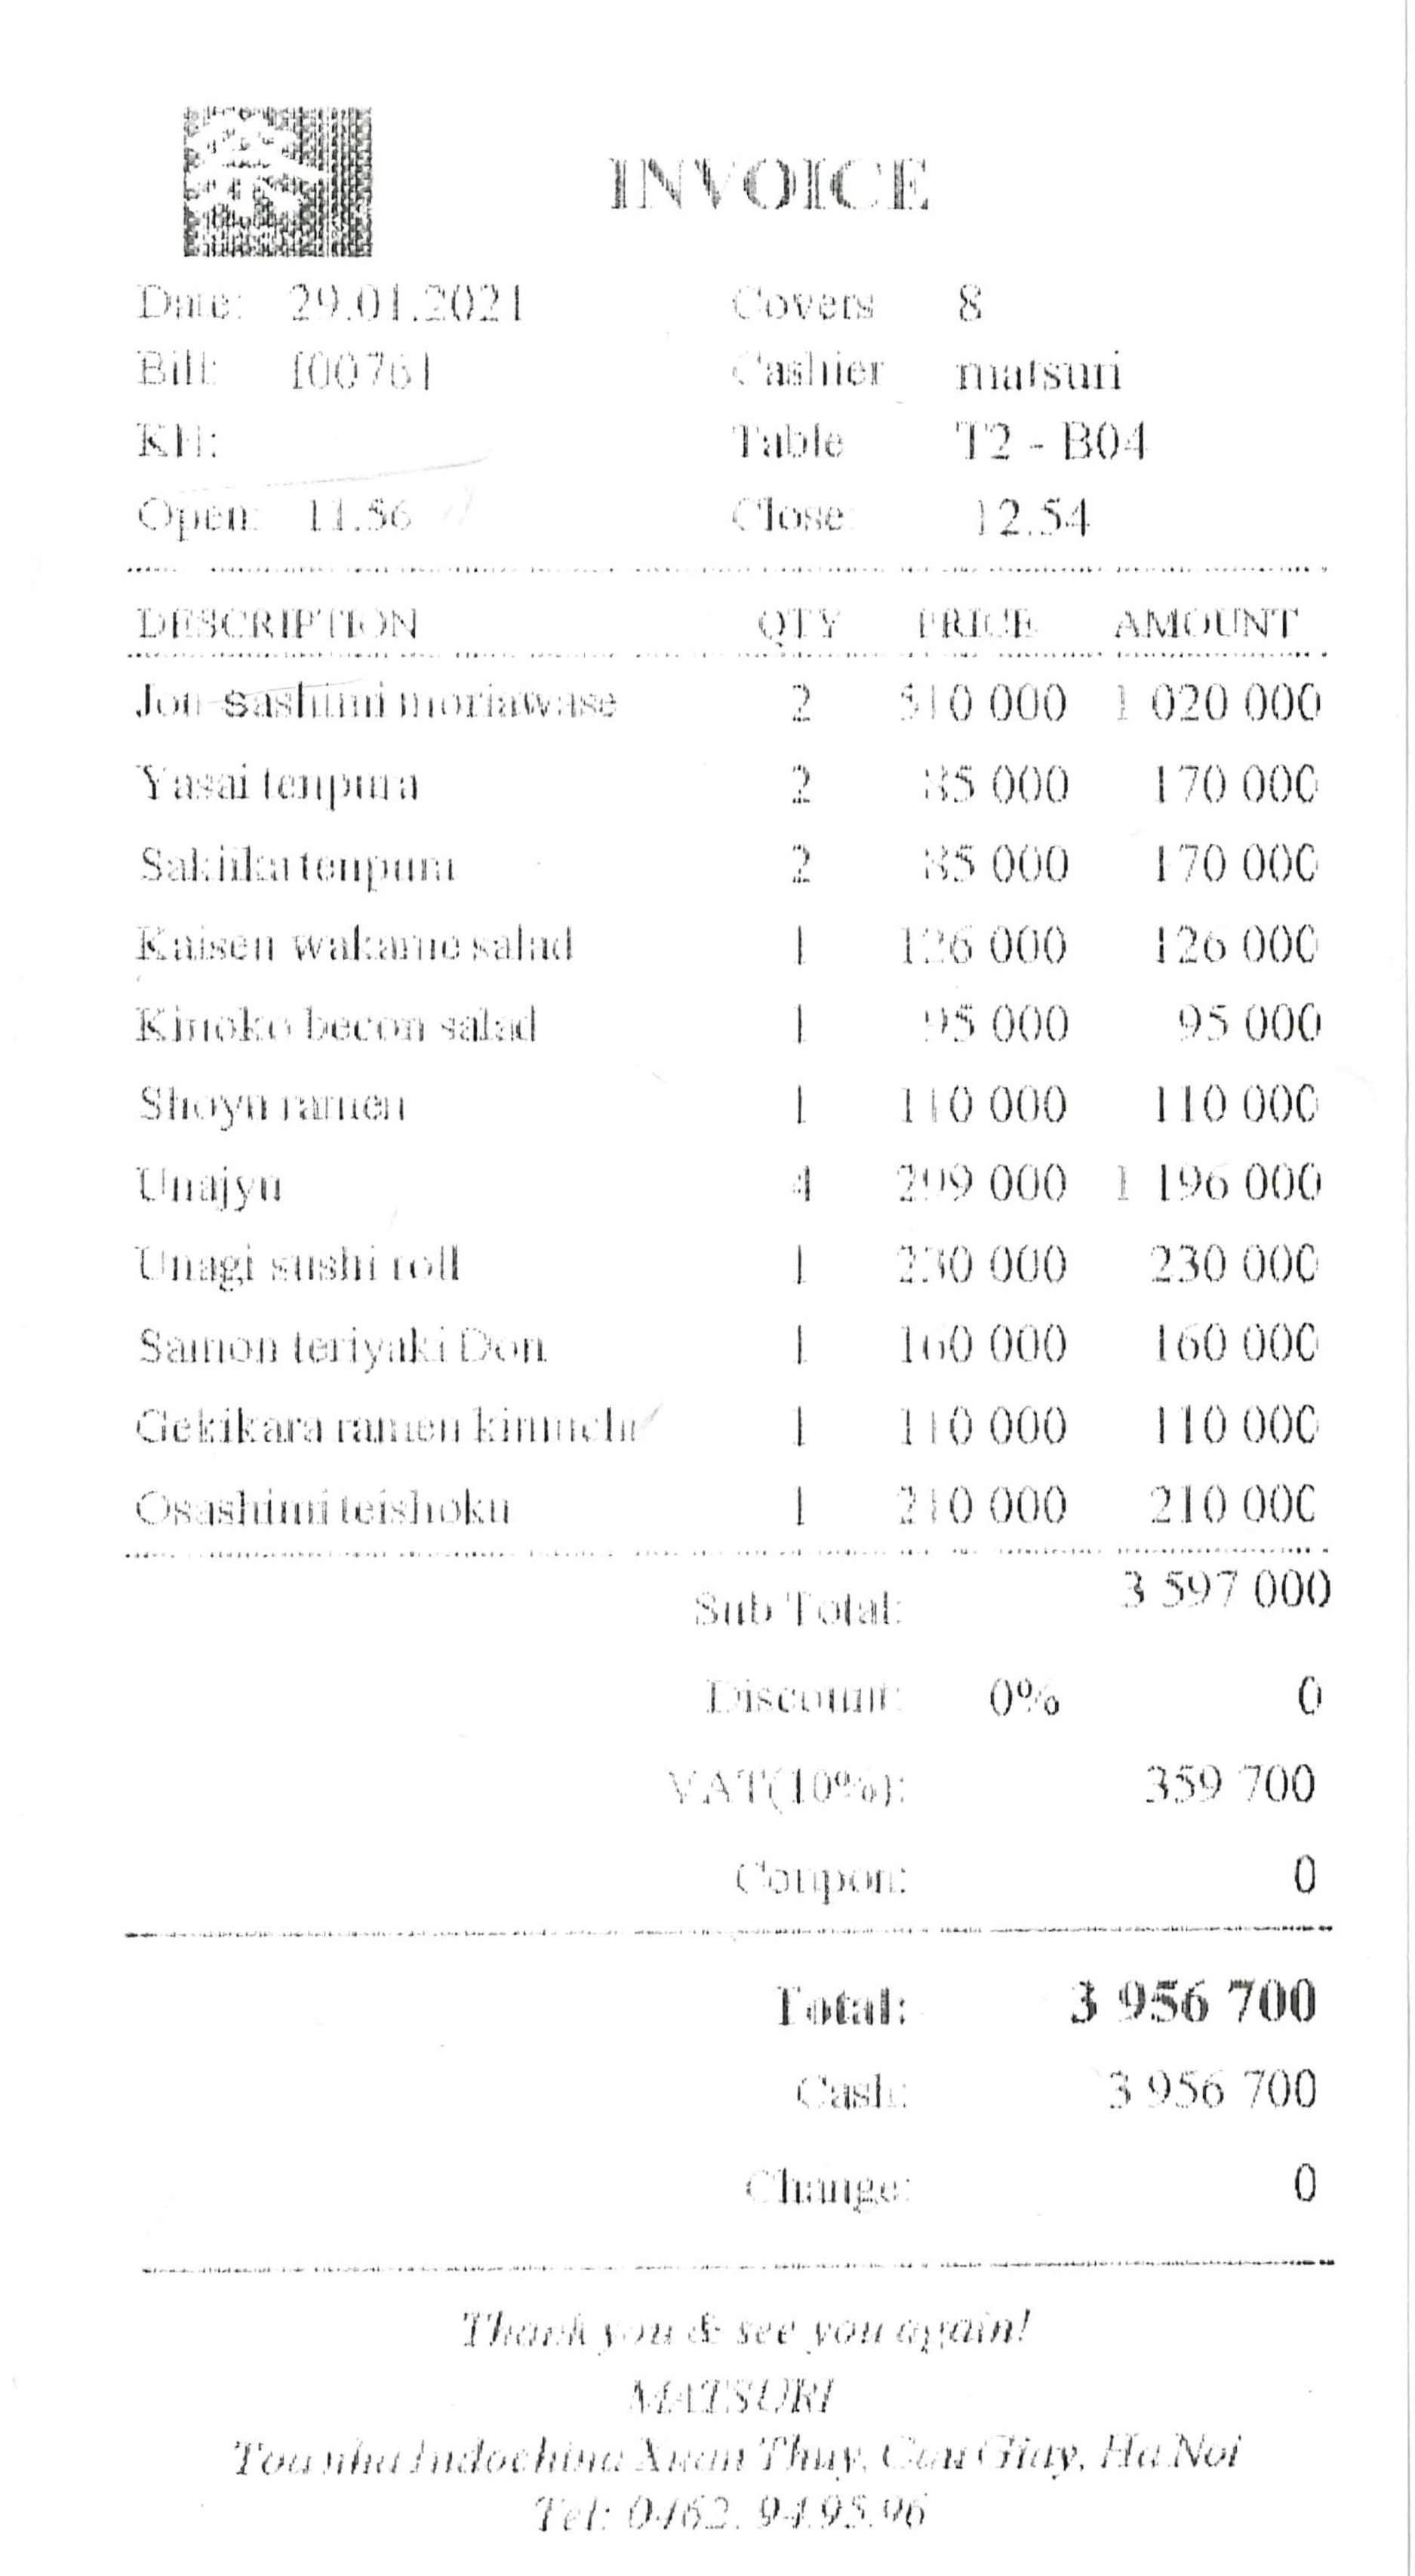 INVOICE
Date: 29.01.2021 Covers 8
Bill: I00761 Cashier matsuri
KH: Table T2 - B04
Open: 11.56 Close: 12.54
DESCRIPTION QTY PRICE AMOUNT
Jou sashimi moriawase 2 510 000 1 020 000
Yasai tenpura 2 85 000 170 000
Sakiika tenpura 2 85 000 170 000
Kaisen wakame salad 1 126 000 126 000
Kinoko becon salad 1 95 000 95 000
Shoyu ramen 1 110 000 110 000
Unajyu 4 299 000 1 196 000
Unagi sushi roll 1 230 000 230 000
Samon teriyaki Don 1 160 000 160 000
Gekikara ramen kimuchi 1 110 000 110 000
Osashimi teishoku 1 210 000 210 000
Sub Total: 3 597 000
Discount: 0% 0
VAT(10%): 359 700
Coupon: 0
Total: 3 956 700
Cash: 3 956 700
Change: 0
Thank you & see you again!
MATSURI
Toa nha Indochina Xuan Thuy, Cau Giay, Ha Noi
Tel: 0462. 94.95.96